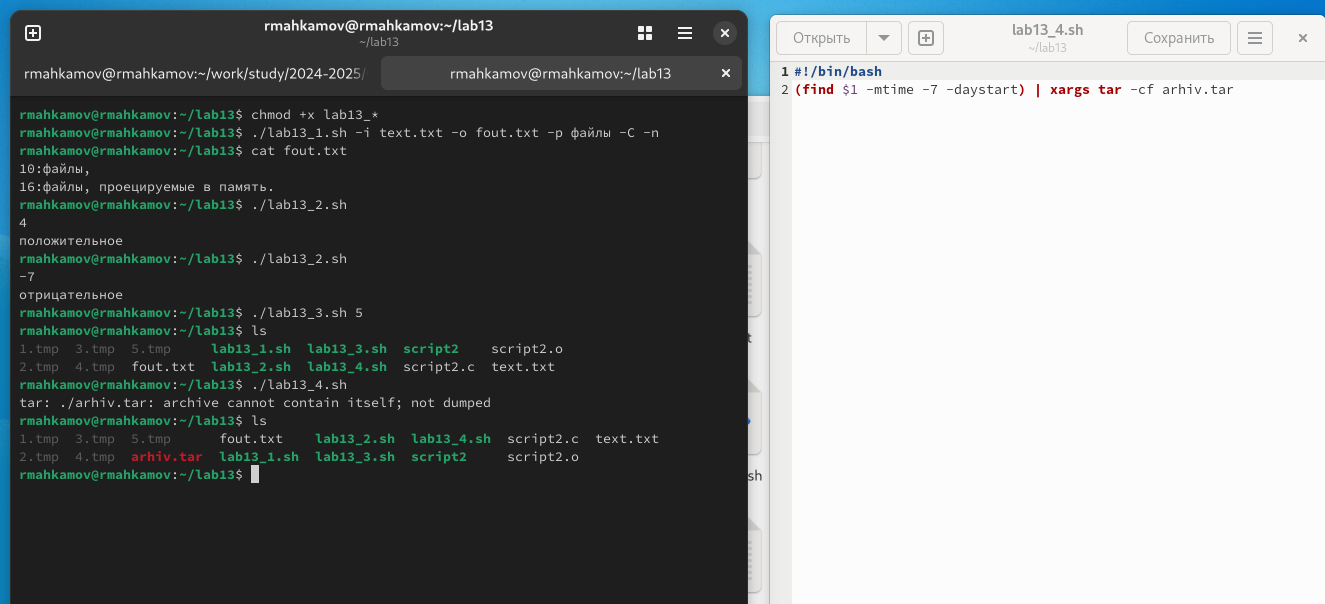 rmahkamov@rmahkamov:~/lab13
~/lab13
rmahkamov@rmahkamov:~/work/study/2024-2025/
rmahkamov@rmahkamov:~/lab13
rmahkamov@rmahkamov:~/lab13$ chmod +x lab13_*
rmahkamov@rmahkamov:~/lab13$ ./lab13_1.sh -i text.txt -o fout.txt -p файлы -C -n
rmahkamov@rmahkamov:~/lab13$ cat fout.txt
10:файлы,
16:файлы, проецируемые в память.
rmahkamov@rmahkamov:~/lab13$ ./lab13_2.sh
4
положительное
rmahkamov@rmahkamov:~/lab13$ ./lab13_2.sh
-7
отрицательное
rmahkamov@rmahkamov:~/lab13$ ./lab13_3.sh 5
rmahkamov@rmahkamov:~/lab13$ ls
1.tmp 3.tmp 5.tmp lab13_1.sh lab13_3.sh script2 script2.o
2.tmp 4.tmp fout.txt lab13_2.sh lab13_4.sh script2.c text.txt
rmahkamov@rmahkamov:~/lab13$ ./lab13_4.sh
tar: ./arhiv.tar: archive cannot contain itself; not dumped
rmahkamov@rmahkamov:~/lab13$ ls
1.tmp 3.tmp 5.tmp fout.txt lab13_2.sh lab13_4.sh script2.c text.txt
2.tmp 4.tmp arhiv.tar lab13_1.sh lab13_3.sh script2 script2.o
rmahkamov@rmahkamov:~/lab13$
t
sh
Открыть
lab13_4.sh
~/lab13
Сохранить
1 #!/bin/bash
2 (find $1 -mtime -7 -daystart) | xargs tar -cf arhiv.tar